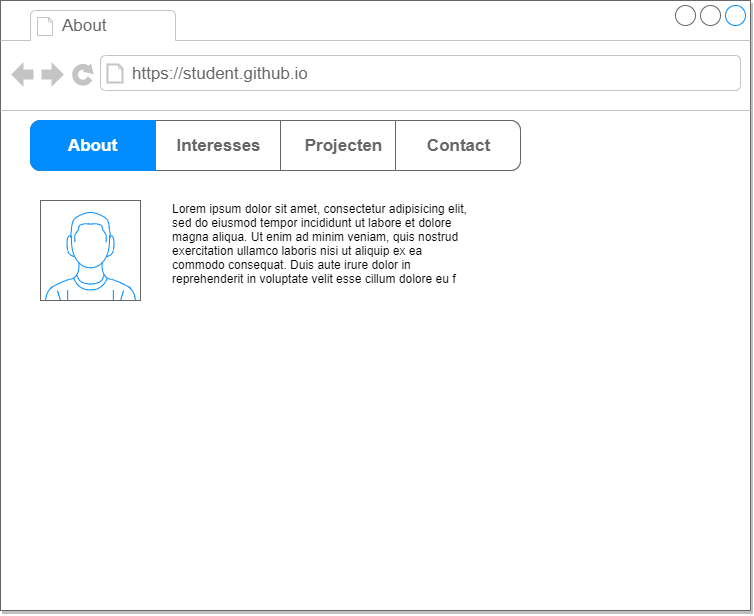 About
https://student.github.io
About Interesses Projecten Contact
Lorem ipsum dolor sit amet, consectetur adipisicing elit,
sed do eiusmod tempor incididunt ut labore et dolore
magna aliqua. Ut enim ad minim veniam, quis nostrud
exercitation ullamco laboris nisi ut aliquip ex ea
commodo consequat. Duis aute irure dolor in
reprehenderit in voluptate velit esse cillum dolore eu f